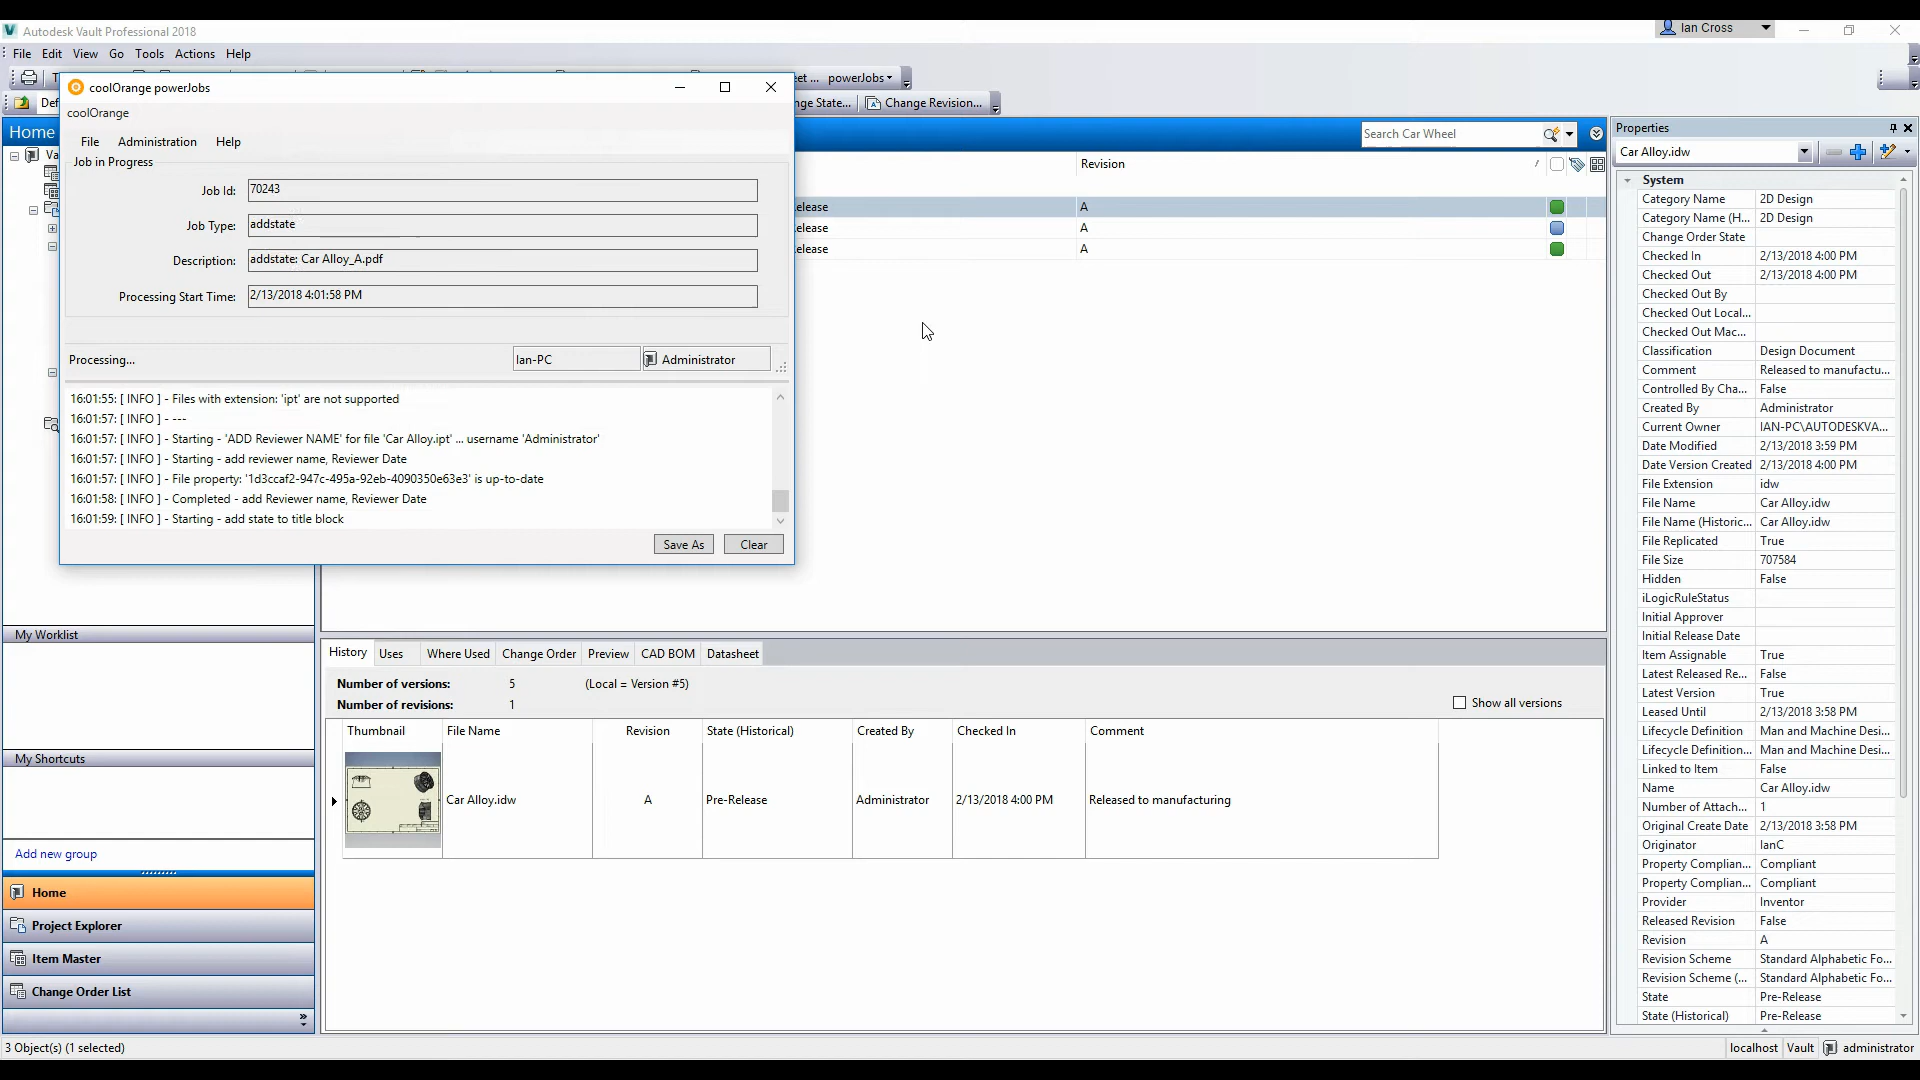 Autodesk Vault Professional 2018
Ian Cross
File Edit View Go Tools Actions Help
coolOrange powerJobs
eet ... powerJobs
nge State... Change Revision...
coolOrange
File Administration Help
Job in Progress
Job Id: 70243
Job Type: addstate
Description: addstate: Car Alloy_A.pdf
Processing Start Time: 2/13/2018 4:01:58 PM
Processing... Ian-PC Administrator
16:01:55: [ INFO ] - Files with extension: 'ipt' are not supported
16:01:57: [ INFO ] - ---
16:01:57: [ INFO ] - Starting - 'ADD Reviewer NAME' for file 'Car Alloy.ipt' ... username 'Administrator'
16:01:57: [ INFO ] - Starting - add reviewer name, Reviewer Date
16:01:57: [ INFO ] - File property: '1d3ccaf2-947c-495a-92eb-4090350e63e3' is up-to-date
16:01:58: [ INFO ] - Completed - add Reviewer name, Reviewer Date
16:01:59: [ INFO ] - Starting - add state to title block
Save As Clear
Def
Home
Va
Search Car Wheel
Revision
elease A
elease A
elease A
My Worklist
My Shortcuts
Add new group
Home
Project Explorer
Item Master
Change Order List
History Uses Where Used Change Order Preview CAD BOM Datasheet
Number of versions: 5 (Local = Version #5)
Number of revisions: 1
Show all versions
Thumbnail File Name Revision State (Historical) Created By Checked In Comment
Car Alloy.idw A Pre-Release Administrator 2/13/2018 4:00 PM Released to manufacturing
Properties
Car Alloy.idw
System
Category Name 2D Design
Category Name (H... 2D Design
Change Order State
Checked In 2/13/2018 4:00 PM
Checked Out 2/13/2018 4:00 PM
Checked Out By
Checked Out Local...
Checked Out Mac...
Classification Design Document
Comment Released to manufactu...
Controlled By Cha... False
Created By Administrator
Current Owner IAN-PC\AUTODESKVA...
Date Modified 2/13/2018 3:59 PM
Date Version Created 2/13/2018 4:00 PM
File Extension idw
File Name Car Alloy.idw
File Name (Historic... Car Alloy.idw
File Replicated True
File Size 707584
Hidden False
iLogicRuleStatus
Initial Approver
Initial Release Date
Item Assignable True
Latest Released Re... False
Latest Version True
Leased Until 2/13/2018 3:58 PM
Lifecycle Definition Man and Machine Desi...
Lifecycle Definition... Man and Machine Desi...
Linked to Item False
Name Car Alloy.idw
Number of Attach... 1
Original Create Date 2/13/2018 3:58 PM
Originator IanC
Property Complian... Compliant
Property Complian... Compliant
Provider Inventor
Released Revision False
Revision A
Revision Scheme Standard Alphabetic Fo...
Revision Scheme (... Standard Alphabetic Fo...
State Pre-Release
State (Historical) Pre-Release
3 Object(s) (1 selected)
localhost Vault administrator